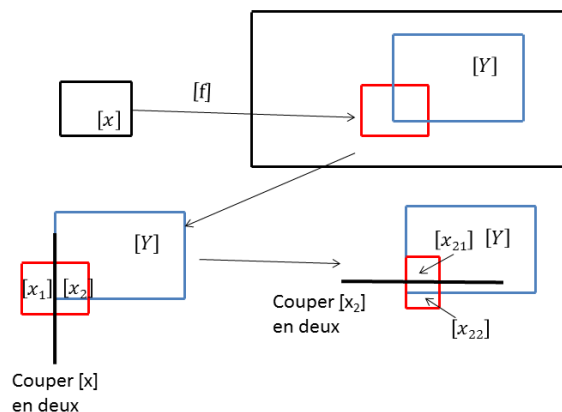 [Y]
[f]
[x]
[Y]
[x₁]
[x₂]
[x₂₁]
[Y]
Couper [x₂]
en deux
[x₂₂]
Couper [x]
en deux